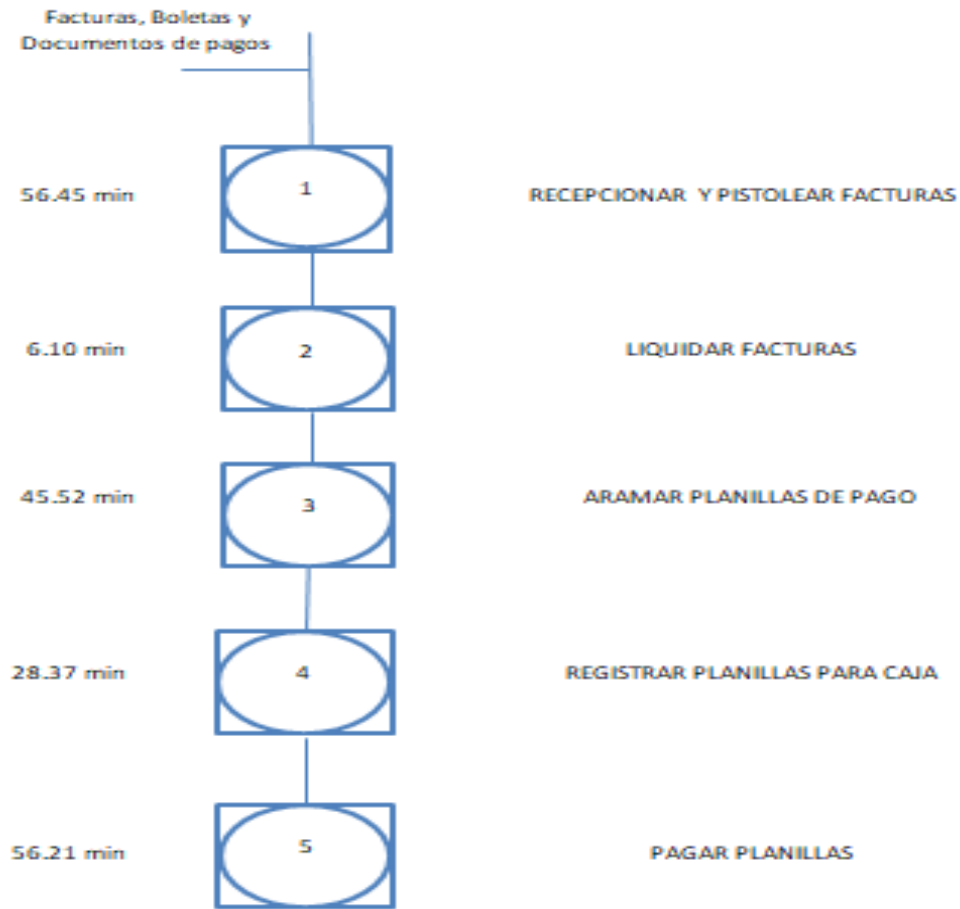 Facturas, Boletas y
Documentos de pagos
56.45 min
1
RECEPCIONAR Y PISTOLEAR FACTURAS
6.10 min
2
LIQUIDAR FACTURAS
45.52 min
3
ARAMAR PLANILLAS DE PAGO
28.37 min
4
REGISTRAR PLANILLAS PARA CAJA
56.21 min
5
PAGAR PLANILLAS